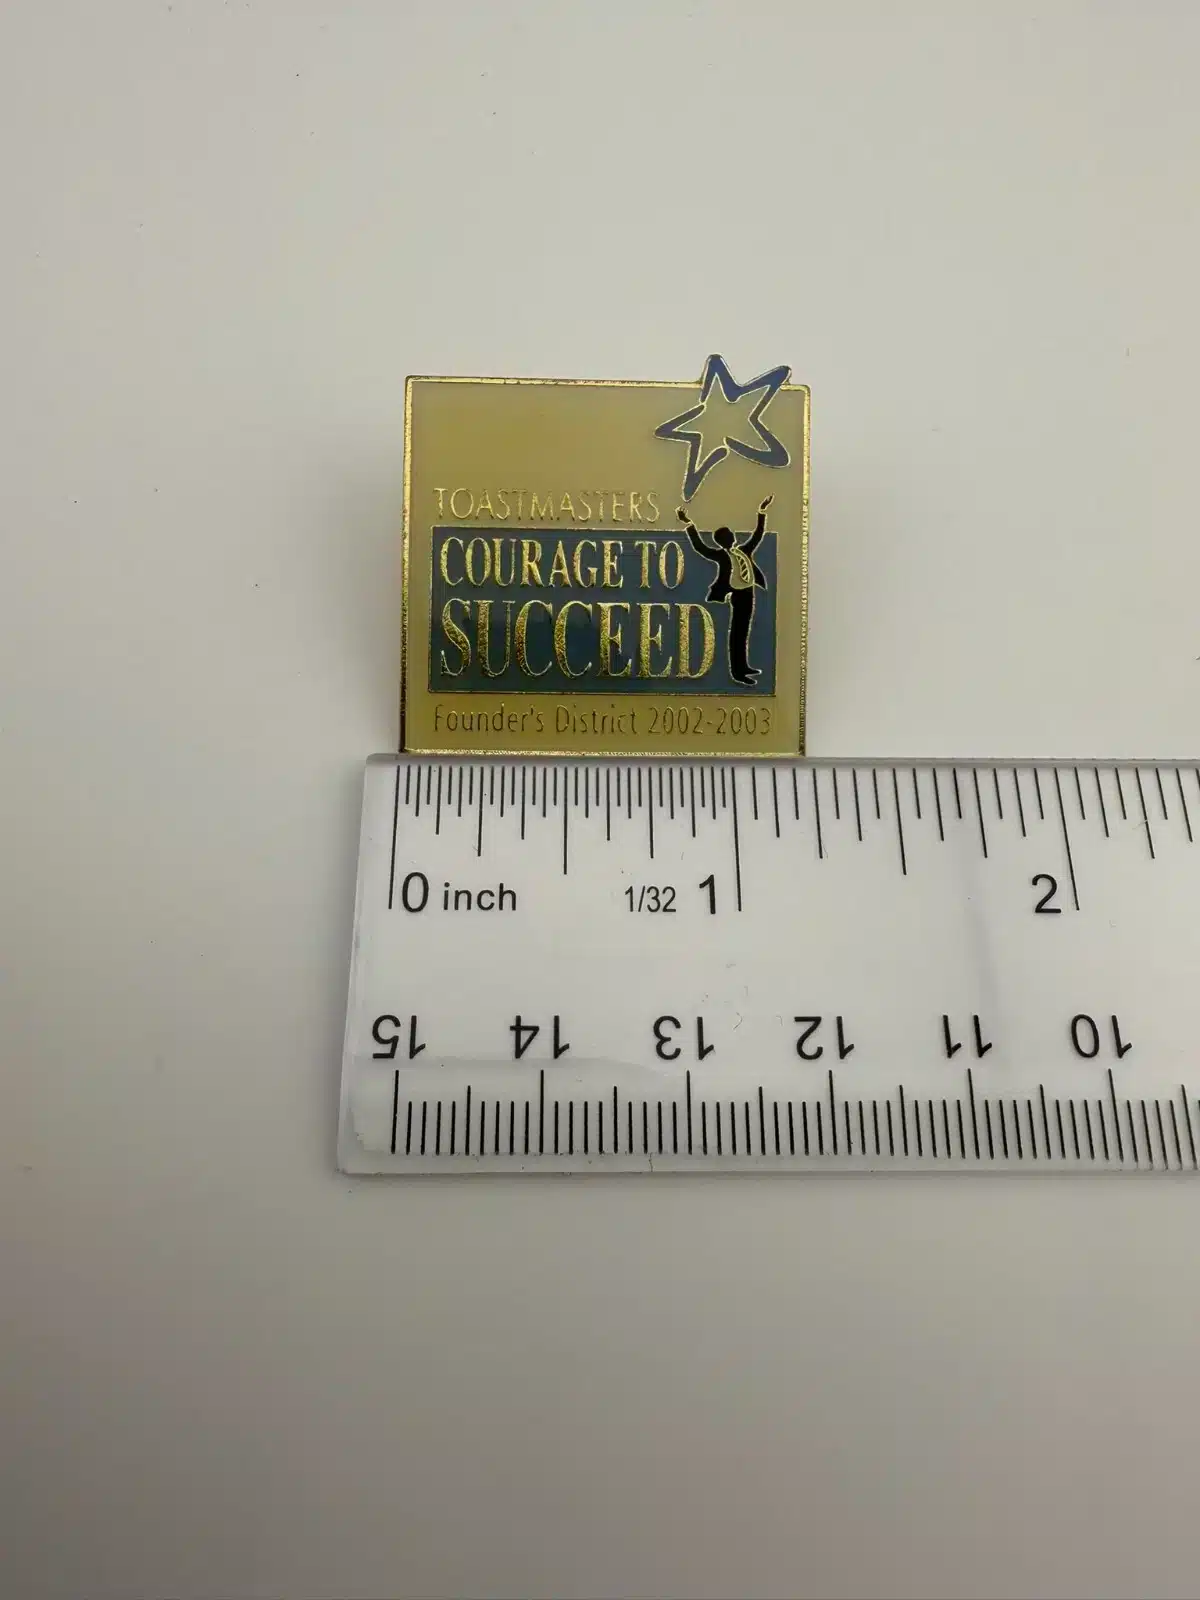 TOASTMASTERS
COURAGE TO
SUCCEED
Founder's District 2002-2003
0 inch 1/32 1 2
15 14 13 12 11 10